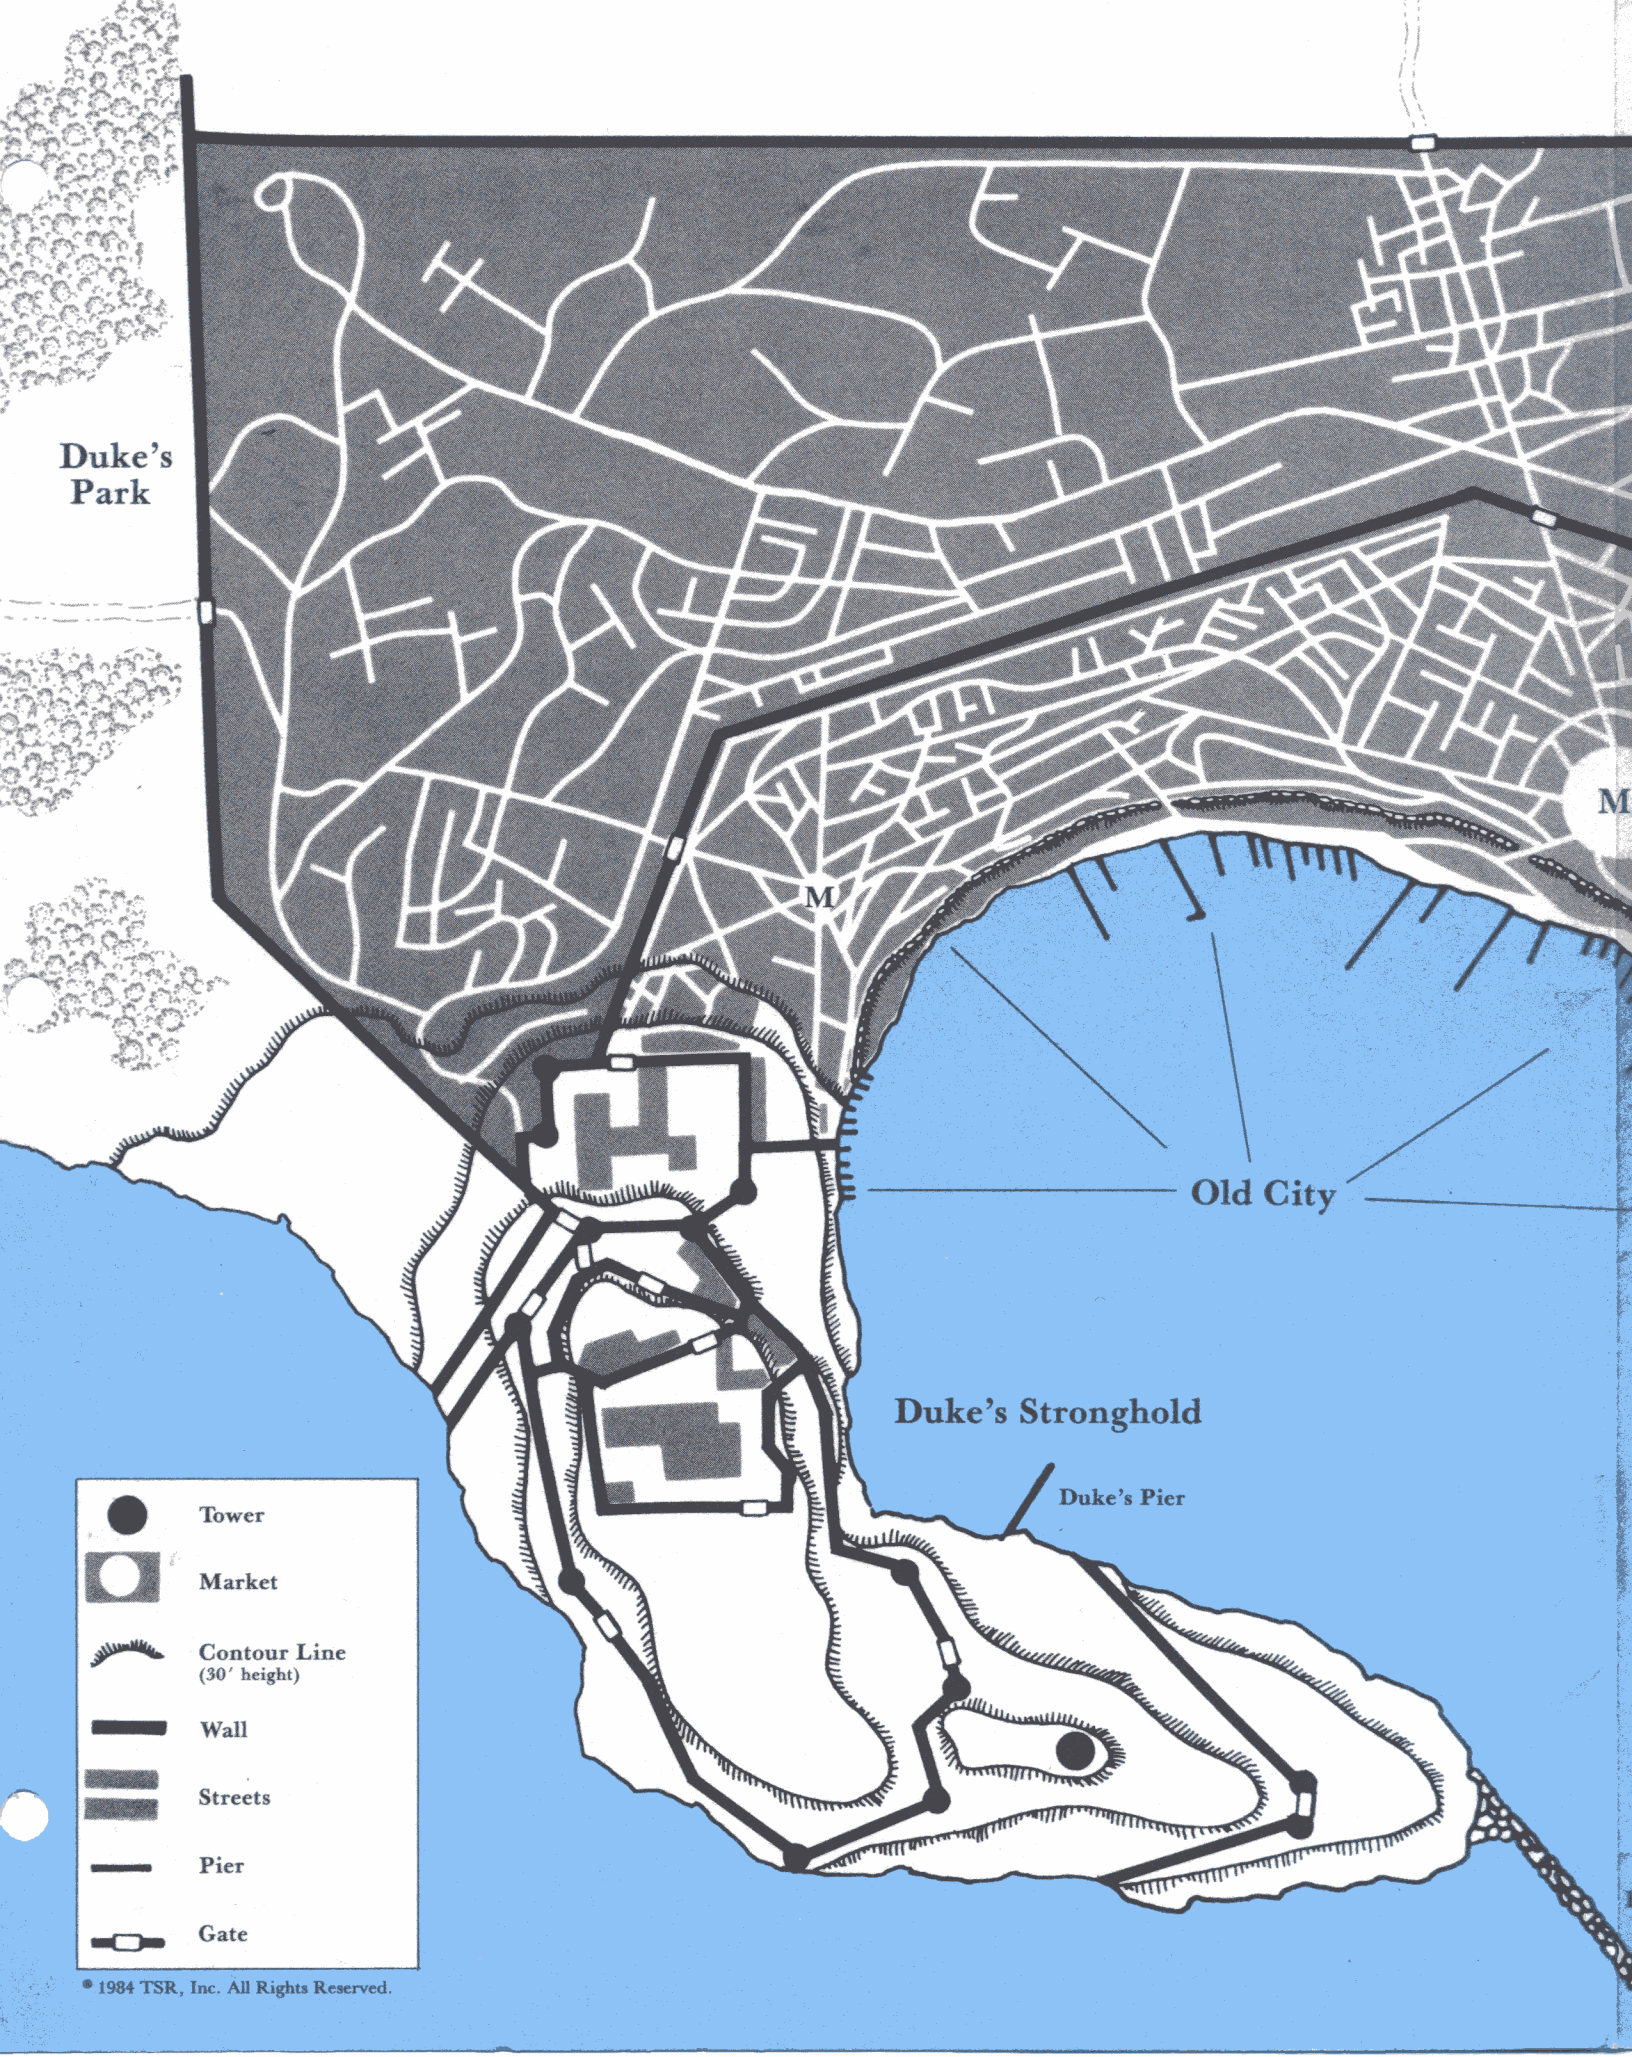 Duke's
Park
M
M
Old City
Duke's Stronghold
Duke's Pier
Tower
Market
Contour Line
(30' height)
Wall
Streets
Pier
Gate
© 1984 TSR, Inc. All Rights Reserved.